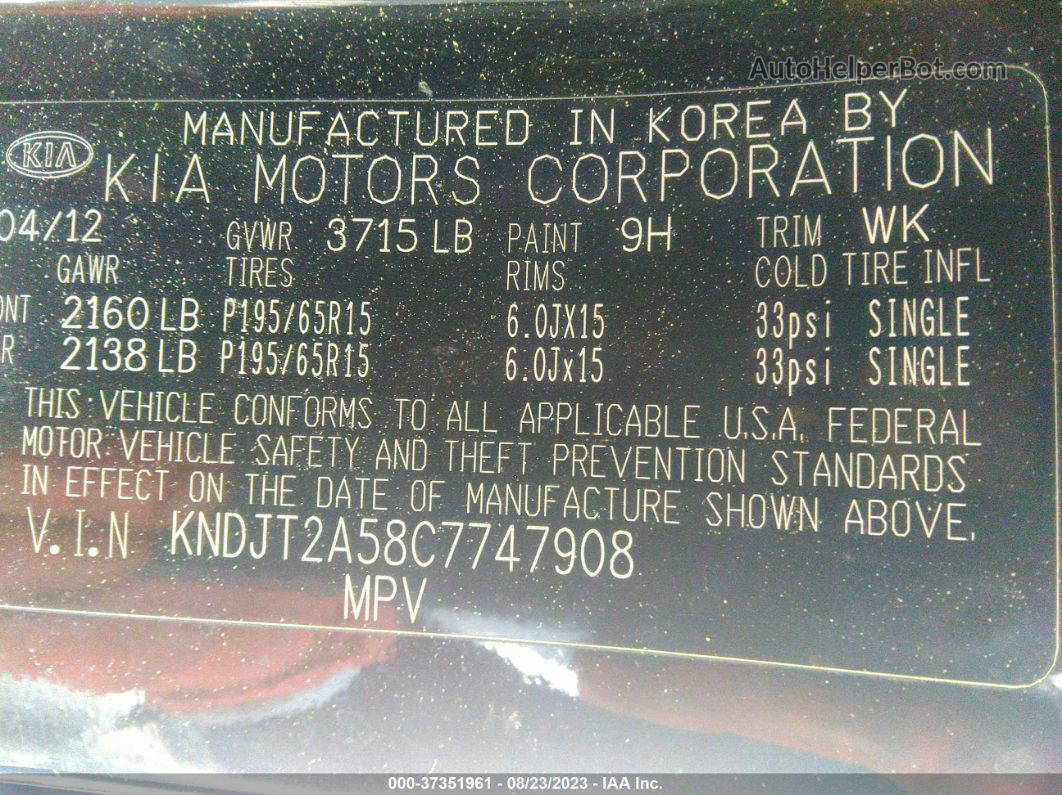 AutoHelperBot.com
MANUFACTURED IN KOREA BY
KIA KIA MOTORS CORPORATION
04/12 GVWR 3715 LB PAINT 9H TRIM WK
GAWR TIRES RIMS COLD TIRE INFL
ONT 2160 LB P195/65R15 6.0JX15 33psi SINGLE
R 2138 LB P195/65R15 6.0Jx15 33psi SINGLE
THIS VEHICLE CONFORMS TO ALL APPLICABLE U.S.A. FEDERAL
MOTOR VEHICLE SAFETY AND THEFT PREVENTION STANDARDS
IN EFFECT ON THE DATE OF MANUFACTURE SHOWN ABOVE.
V.I.N KNDJT2A58C7747908
MPV
000-37351961 - 08/23/2023 - IAA Inc.